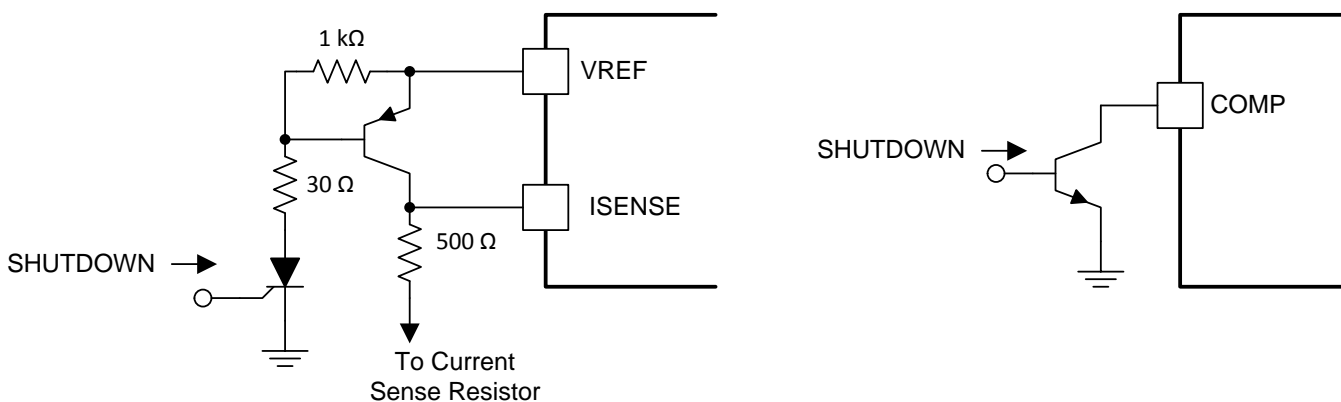 1 kΩ
VREF
30 Ω
ISENSE
500 Ω
SHUTDOWN
To Current
Sense Resistor
COMP
SHUTDOWN